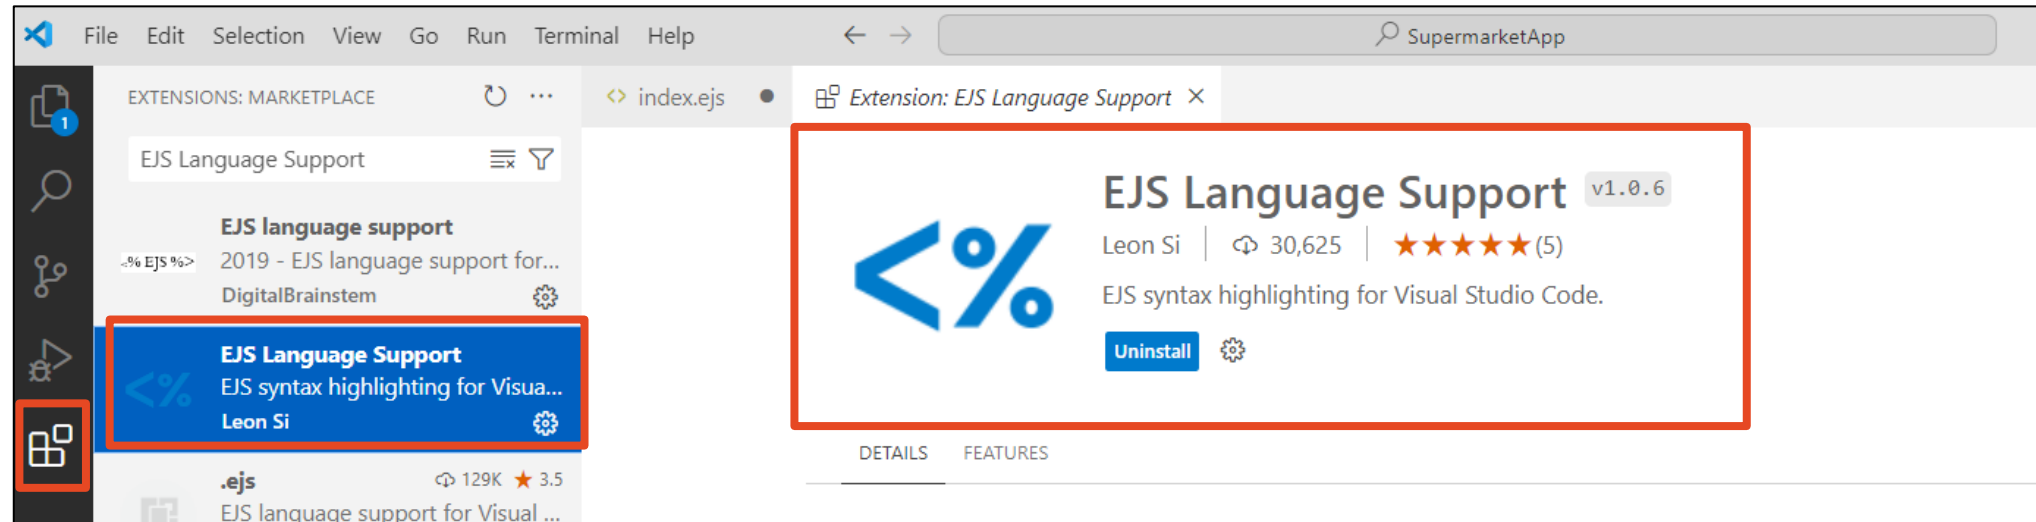 File Edit Selection View Go Run Terminal Help
SupermarketApp
EXTENSIONS: MARKETPLACE
index.ejs
Extension: EJS Language Support
1
EJS Language Support
EJS language support
2019 - EJS language support for...
DigitalBrainstem
<% EJS %>
EJS Language Support
EJS syntax highlighting for Visua...
Leon Si
<%
.ejs
129K ★ 3.5
EJS language support for Visual ...
<%
EJS Language Support v1.0.6
Leon Si | 30,625 | ★★★★★(5)
EJS syntax highlighting for Visual Studio Code.
Uninstall
DETAILS FEATURES